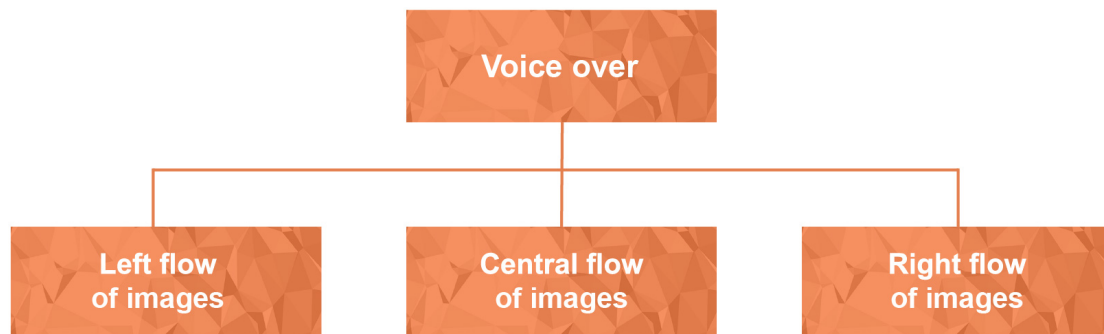 Voice over
Left flow
of images
Central flow
of images
Right flow
of images